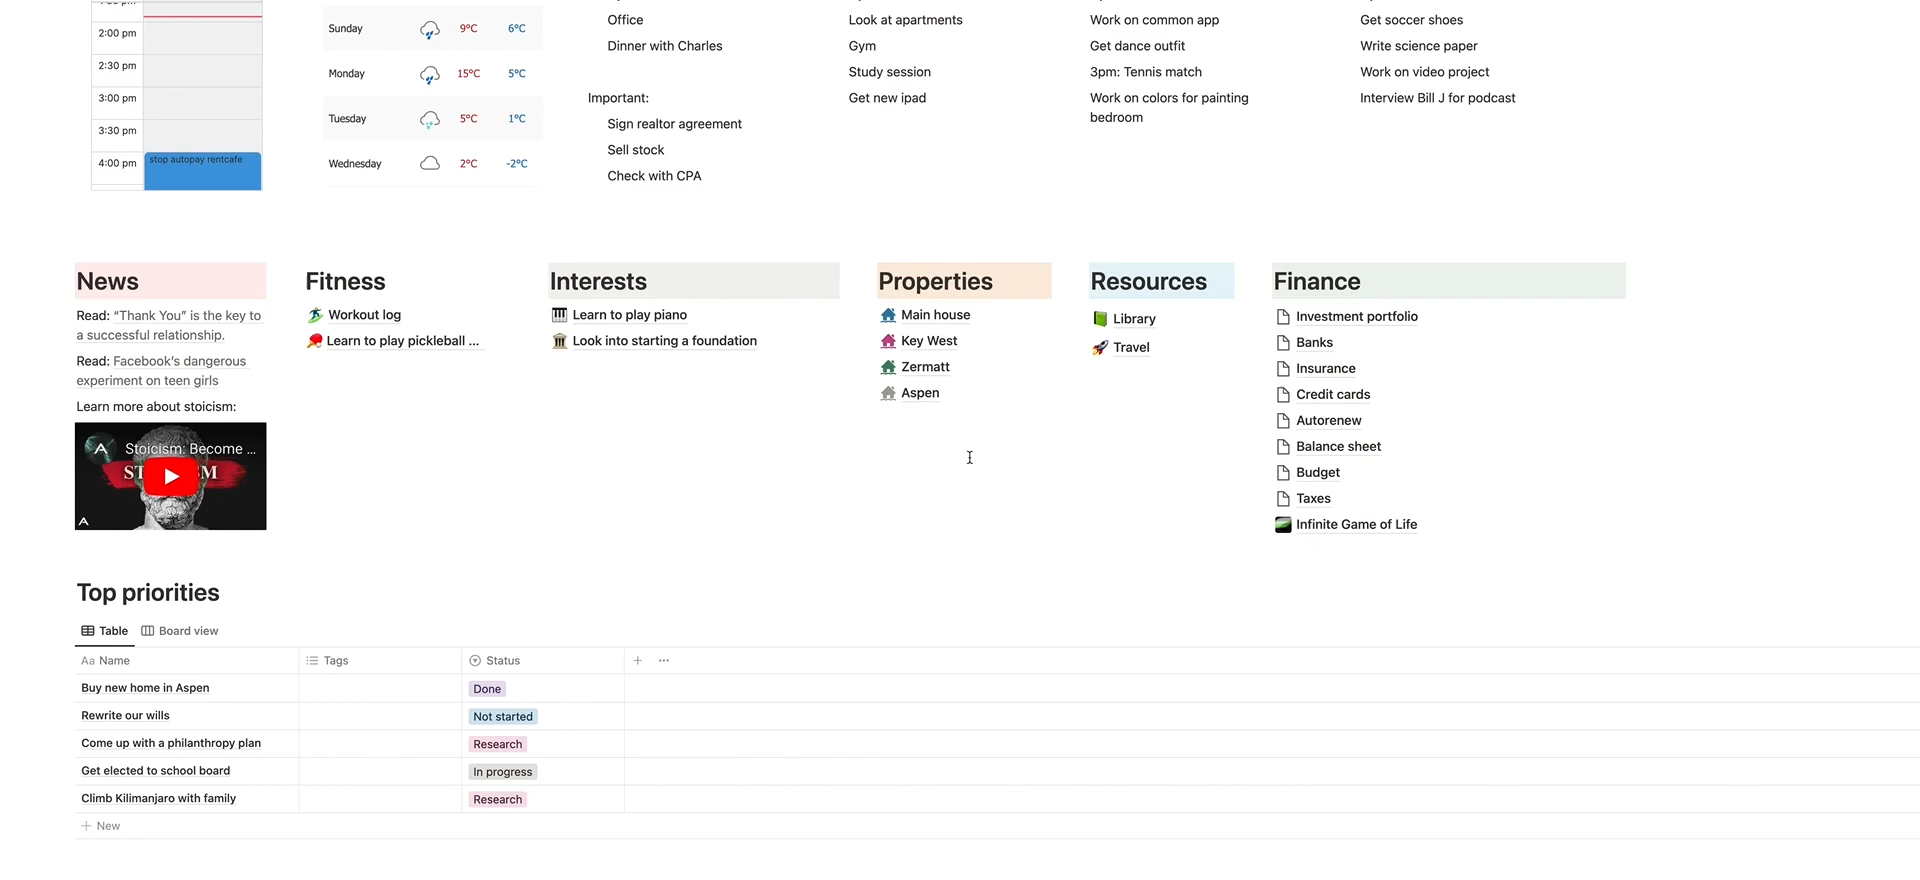 2:00 pm
2:30 pm
3:00 pm
3:30 pm
4:00 pm
stop autopay rentcafe
Sunday 9°C 6°C
Monday 15°C 5°C
Tuesday 5°C 1°C
Wednesday 2°C -2°C
Office
Dinner with Charles
Important:
Sign realtor agreement
Sell stock
Check with CPA
Look at apartments
Gym
Study session
Get new ipad
Work on common app
Get dance outfit
3pm: Tennis match
Work on colors for painting
bedroom
Get soccer shoes
Write science paper
Work on video project
Interview Bill J for podcast
News
Read: “Thank You” is the key to
a successful relationship.
Read: Facebook’s dangerous
experiment on teen girls
Learn more about stoicism:
Stoicism: Become ...
Fitness
Workout log
Learn to play pickleball ...
Interests
Learn to play piano
Look into starting a foundation
Properties
Main house
Key West
Zermatt
Aspen
Resources
Library
Travel
Finance
Investment portfolio
Banks
Insurance
Credit cards
Autorenew
Balance sheet
Budget
Taxes
Infinite Game of Life
Top priorities
Table Board view
Aa Name Tags Status
Buy new home in Aspen Done
Rewrite our wills Not started
Come up with a philanthropy plan Research
Get elected to school board In progress
Climb Kilimanjaro with family Research
+ New